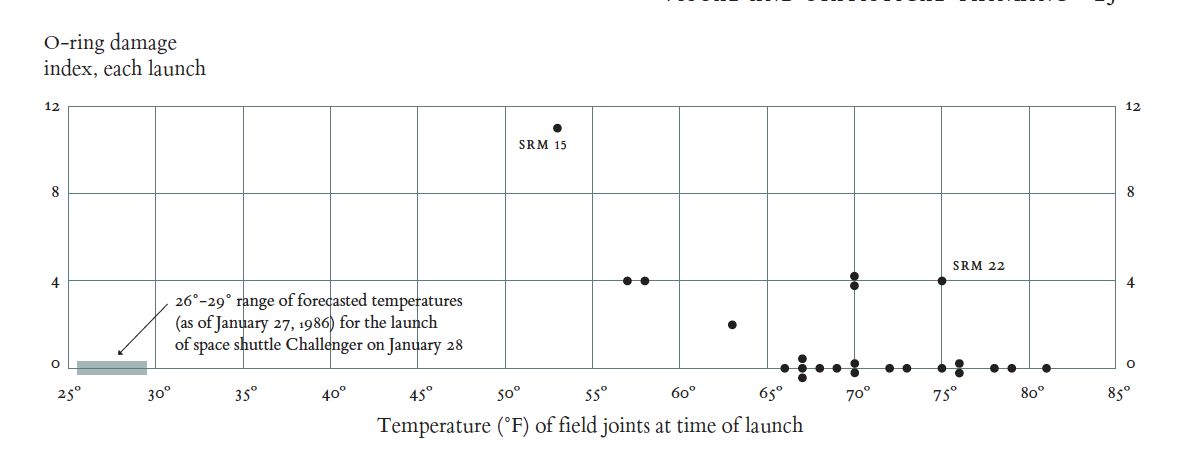 O-ring damage
index, each launch
12 12
SRM 15
8 8
SRM 22
4 4
26°-29° range of forecasted temperatures
(as of January 27, 1986) for the launch
of space shuttle Challenger on January 28
0 0
25° 30° 35° 40° 45° 50° 55° 60° 65° 70° 75° 80° 85°
Temperature (°F) of field joints at time of launch